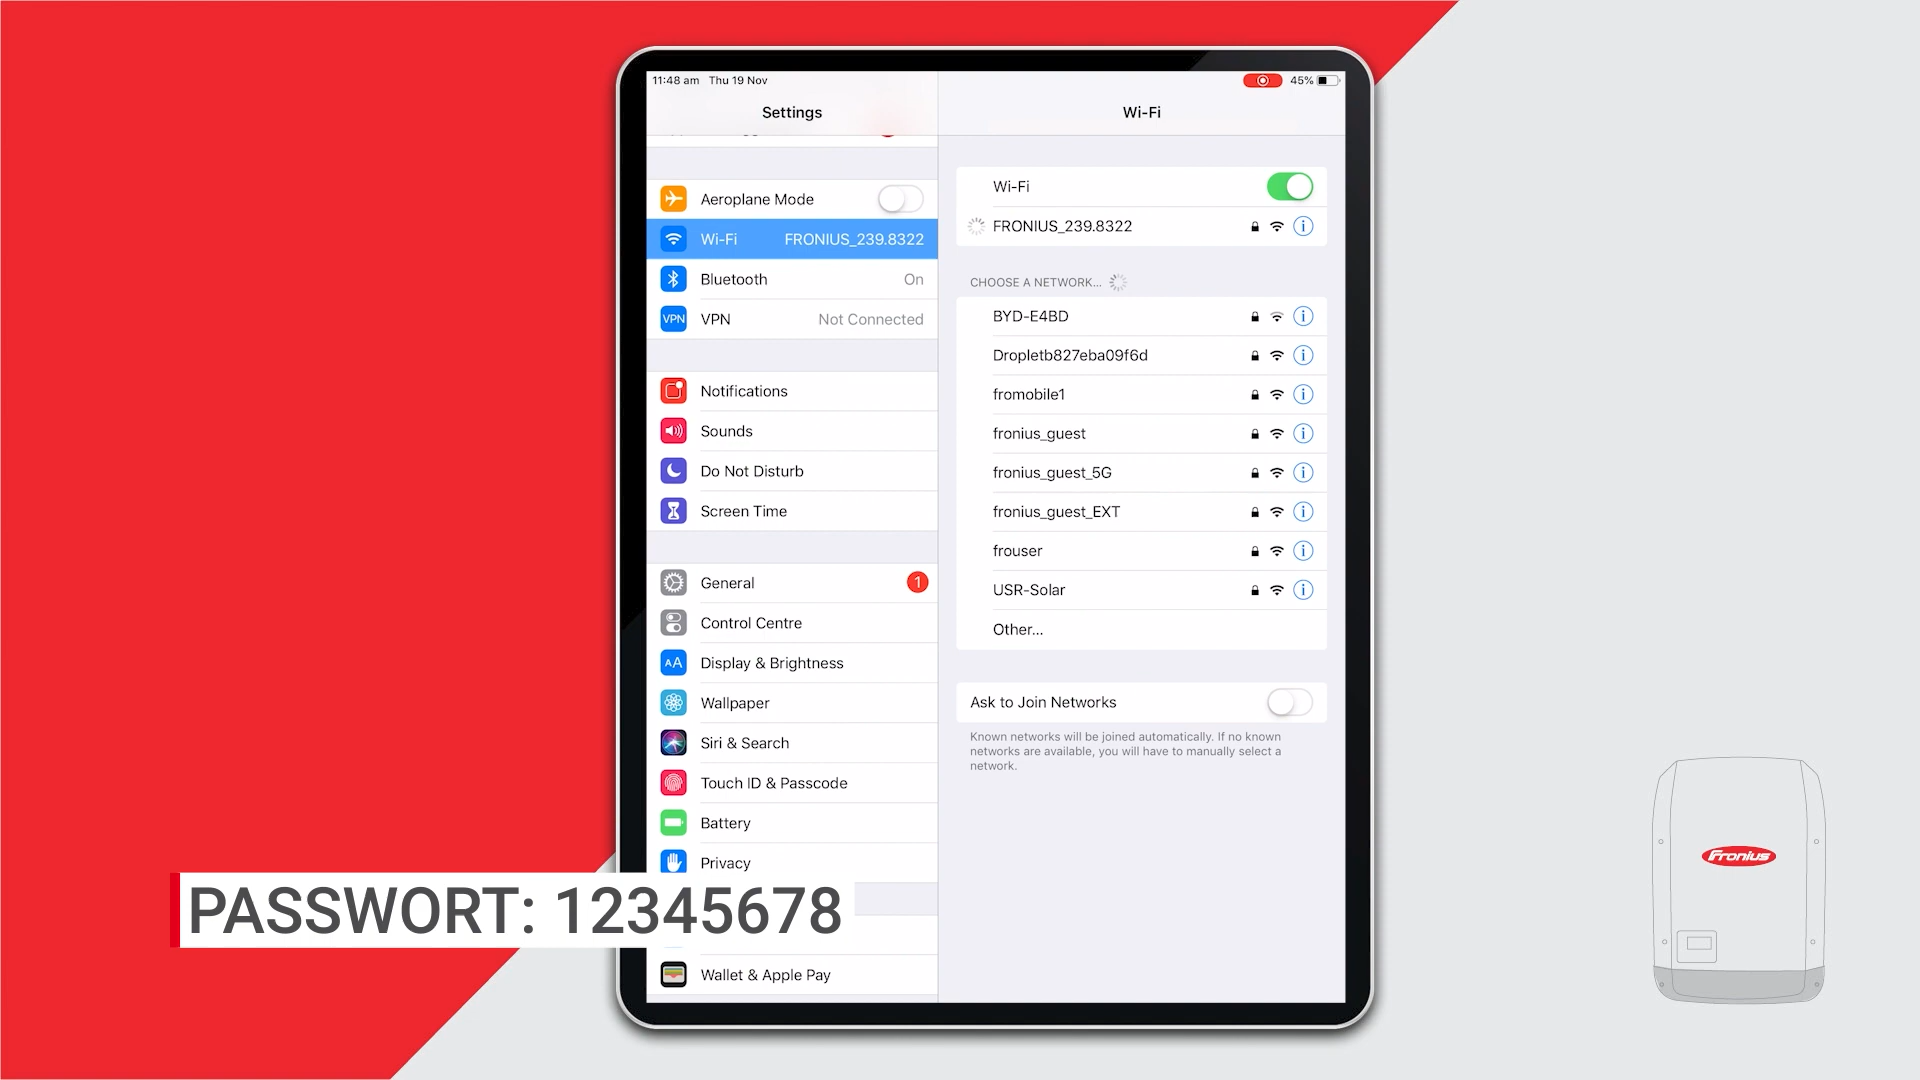 11:48 am Thu 19 Nov
45%
Settings
Wi-Fi
Aeroplane Mode
Wi-Fi FRONIUS_239.8322
Bluetooth On
VPN VPN Not Connected
Notifications
Sounds
Do Not Disturb
Screen Time
General 1
Control Centre
AA Display & Brightness
Wallpaper
Siri & Search
Touch ID & Passcode
Battery
Privacy
Wallet & Apple Pay
Wi-Fi
FRONIUS_239.8322
CHOOSE A NETWORK...
BYD-E4BD
Dropletb827eba09f6d
fromobile1
fronius_guest
fronius_guest_5G
fronius_guest_EXT
frouser
USR-Solar
Other...
Ask to Join Networks
Known networks will be joined automatically. If no known
networks are available, you will have to manually select a
network.
PASSWORT: 12345678
Fronius